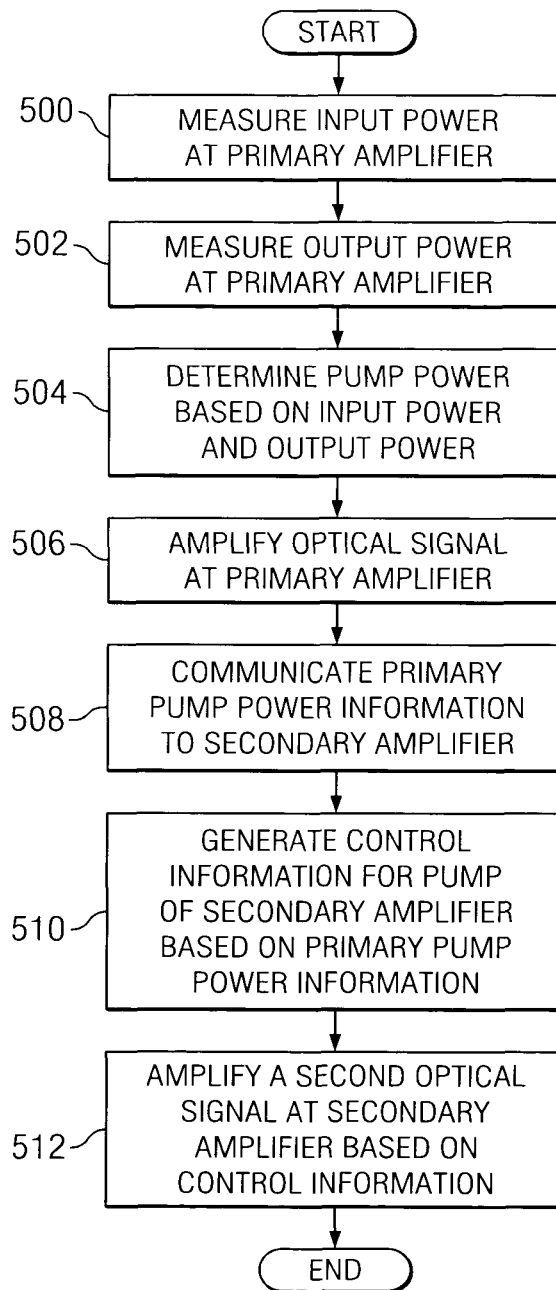 START
500
MEASURE INPUT POWER
AT PRIMARY AMPLIFIER
502
MEASURE OUTPUT POWER
AT PRIMARY AMPLIFIER
504
DETERMINE PUMP POWER
BASED ON INPUT POWER
AND OUTPUT POWER
506
AMPLIFY OPTICAL SIGNAL
AT PRIMARY AMPLIFIER
508
COMMUNICATE PRIMARY
PUMP POWER INFORMATION
TO SECONDARY AMPLIFIER
510
GENERATE CONTROL
INFORMATION FOR PUMP
OF SECONDARY AMPLIFIER
BASED ON PRIMARY PUMP
POWER INFORMATION
512
AMPLIFY A SECOND OPTICAL
SIGNAL AT SECONDARY
AMPLIFIER BASED ON
CONTROL INFORMATION
END